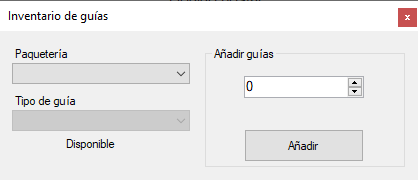 Inventario de guías
x
Paquetería
Tipo de guía
Disponible
Añadir guías
0
Añadir